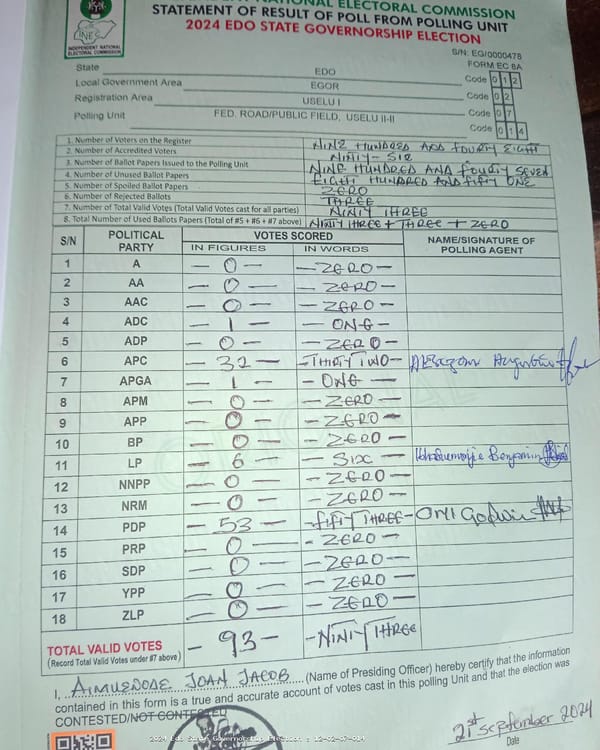 INDEPENDENT NATIONAL ELECTORAL COMMISSION
STATEMENT OF RESULT OF POLL FROM POLLING UNIT
2024 EDO STATE GOVERNORSHIP ELECTION
INEC
INDEPENDENT NATIONAL ELECTORAL COMMISSION
S/N: EG/0000478
FORM EC 8A
State EDO Code 0 1 2
Local Government Area EGOR Code 0 2
Registration Area USELU I Code 0 7
Polling Unit FED. ROAD/PUBLIC FIELD, USELU II-II Code 0 1 4
1. Number of Voters on the Register NINE HUNDRED AND FOURTY EIGHT
2. Number of Accredited Voters NINTY-SIX
3. Number of Ballot Papers Issued to the Polling Unit NINE HUNDRED AND FOURTY SEVEN
4. Number of Unused Ballot Papers EIGHT HUNDRED AND FIFTY ONE
5. Number of Spoiled Ballot Papers ZERO
6. Number of Rejected Ballots THREE
7. Number of Total Valid Votes (Total Valid Votes cast for all parties) NINTY THREE
8. Total Number of Used Ballots Papers (Total of #5 + #6 + #7 above) NINTY THREE + THREE + ZERO
S/N POLITICAL PARTY VOTES SCORED NAME/SIGNATURE OF POLLING AGENT
IN FIGURES IN WORDS
1 A - 0 - - ZERO -
2 AA - 0 - - ZERO -
3 AAC - 0 - - ZERO -
4 ADC - 1 - - ONE -
5 ADP - 0 - - ZERO -
6 APC - 32 - - THIRTY TWO -
7 APGA - 1 - - ONE -
8 APM - 0 - - ZERO -
9 APP - 0 - - ZERO -
10 BP - 0 - - ZERO -
11 LP - 6 - - SIX - Benjamin
12 NNPP - 0 - - ZERO -
13 NRM - 0 - - ZERO -
14 PDP - 53 - - FIFTY THREE - ONI Godwin
15 PRP - 0 - - ZERO -
16 SDP - 0 - - ZERO -
17 YPP - 0 - - ZERO -
18 ZLP - 0 - - ZERO -
TOTAL VALID VOTES - 93 - - NINTY THREE
(Record Total Valid Votes under #7 above)
I, AIMUENODE JOAN JACOB (Name of Presiding Officer) hereby certify that the information
contained in this form is a true and accurate account of votes cast in this polling Unit and that the election was
CONTESTED/NOT CONTESTED
21st September 2024
Date
2024 Edo State Governorship Election : 12-02-07-014